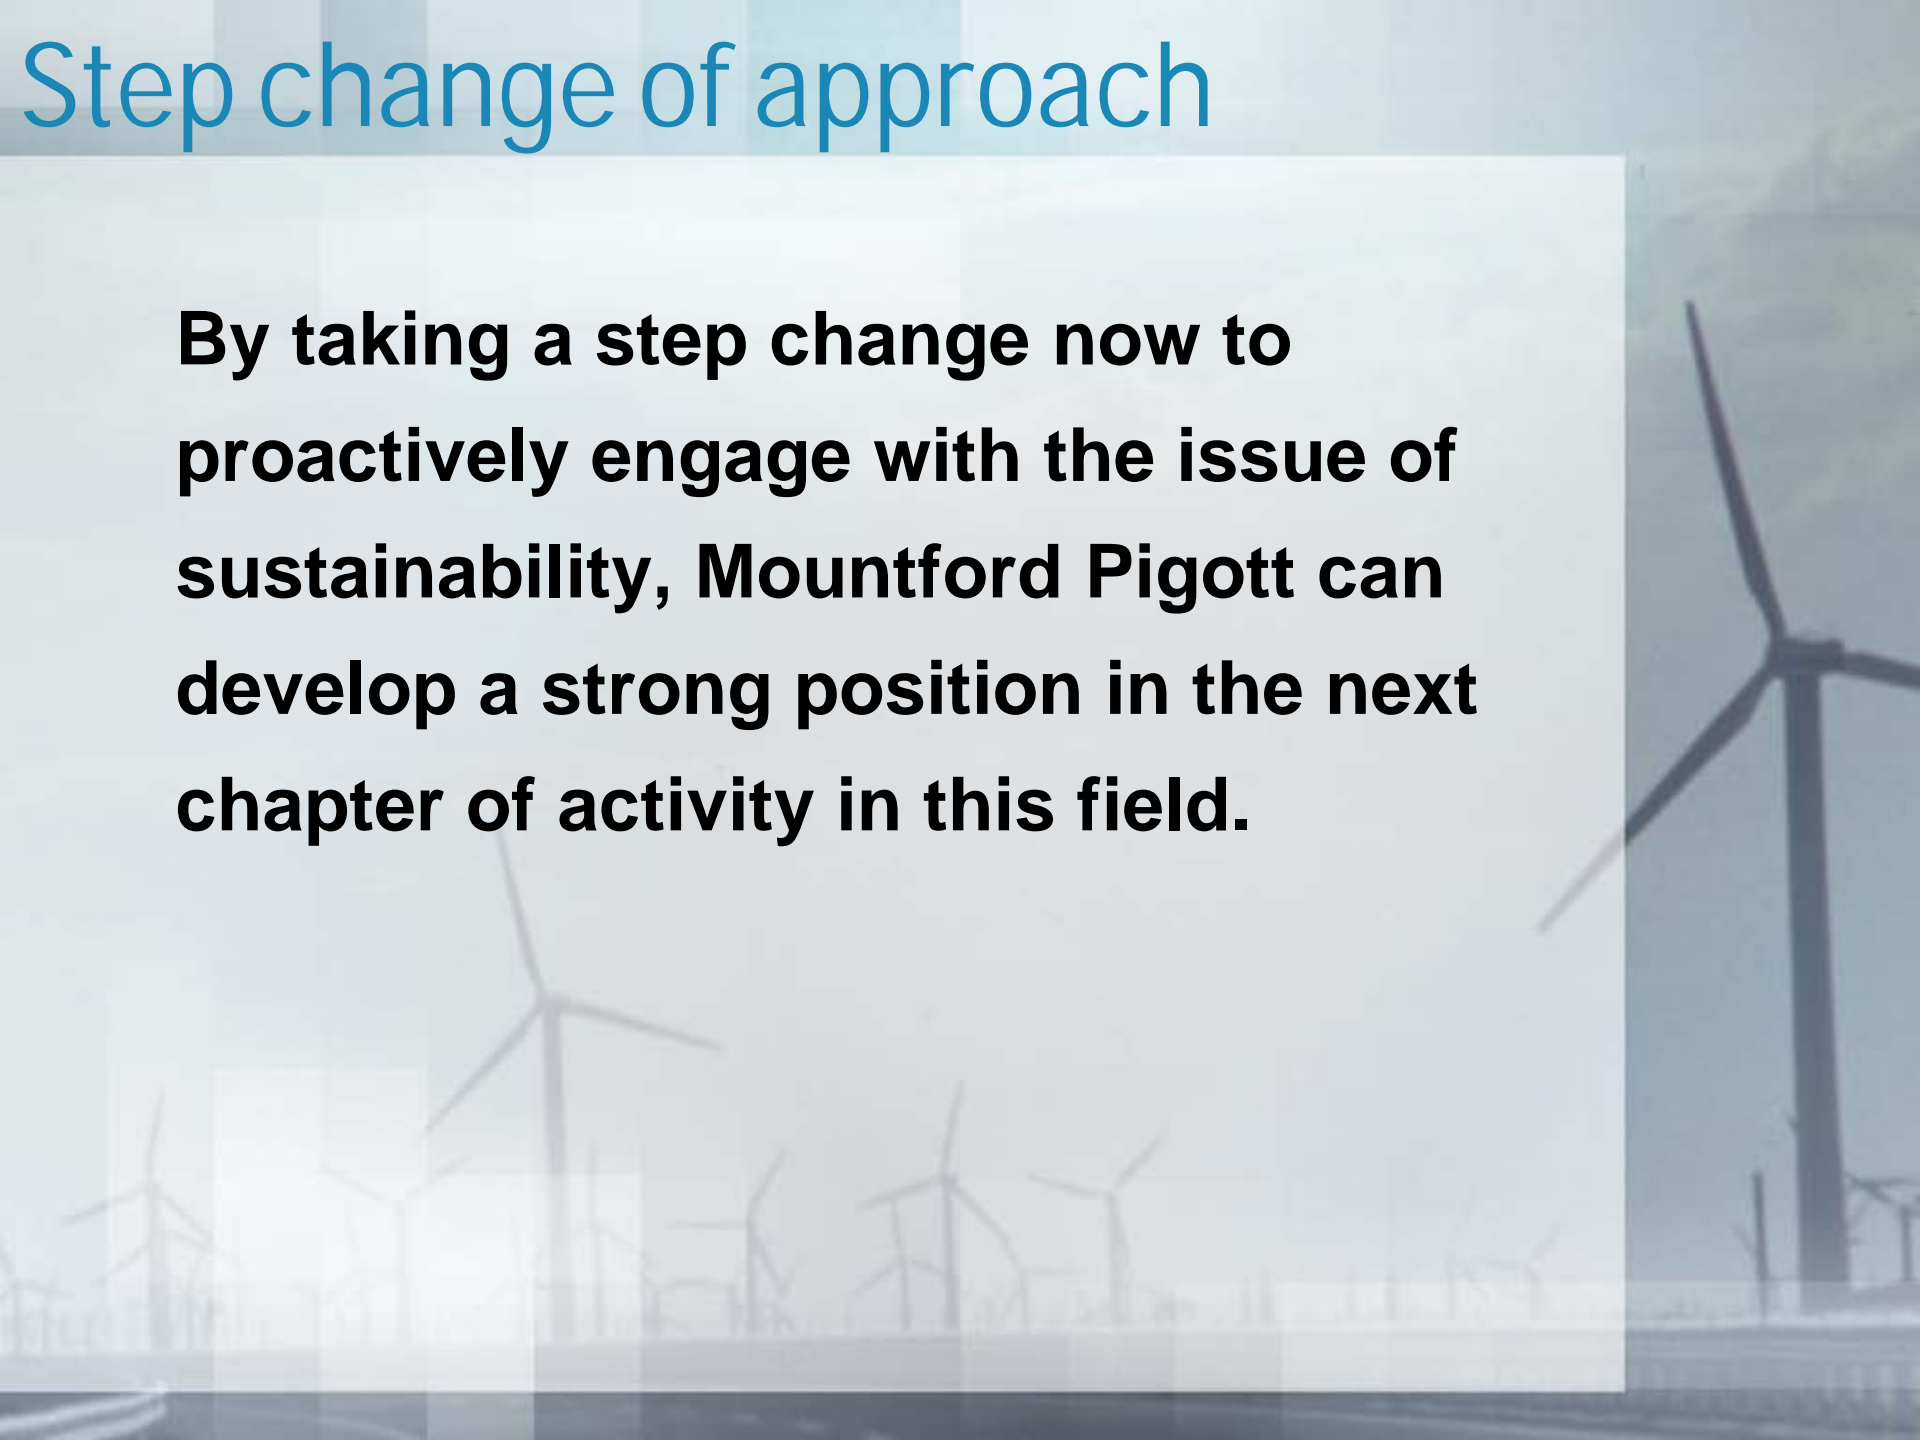 Step change of approach
By taking a step change now to
proactively engage with the issue of
sustainability, Mountford Pigott can
develop a strong position in the next
chapter of activity in this field.